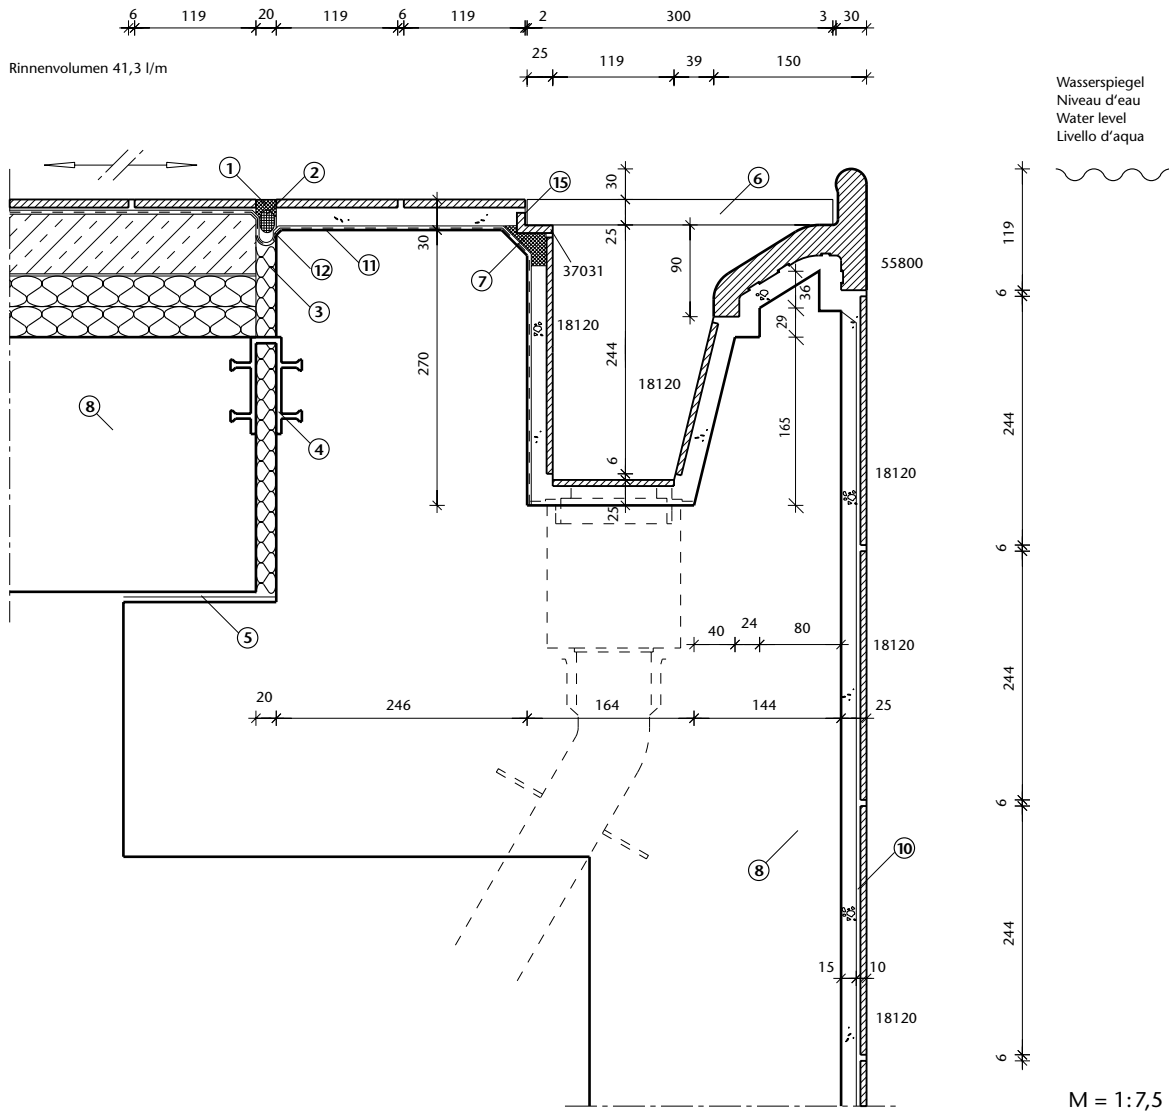 6 119 20 119 6 119 2 300 3 30
Rinnenvolumen 41,3 l/m
25 119 39 150
Wasserspiegel
Niveau d'eau
Water level
Livello d'aqua
1 2 15 6
30
30 25 119
7 37031
12 11
90
55800
36
6
3 18120 29
270 244 18120
8 165 244
4
6 18120
25
6
5 40 24 80 18120
244
20 246 164 144 25
6
8 10
244
15 10
18120
6
M = 1:7,5